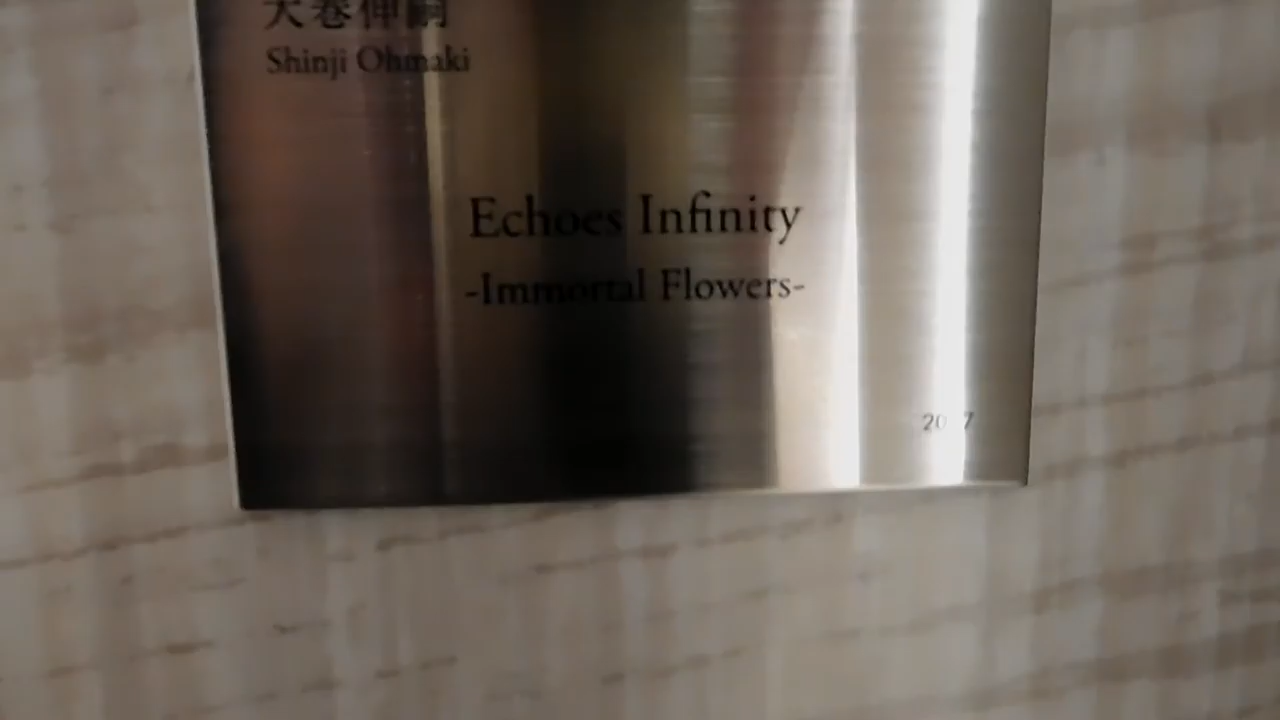 大巻伸嗣
Shinji Ohmaki
Echoes Infinity
-Immortal Flowers-